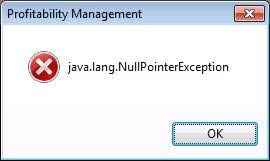 Profitability Management
java.lang.NullPointerException
OK